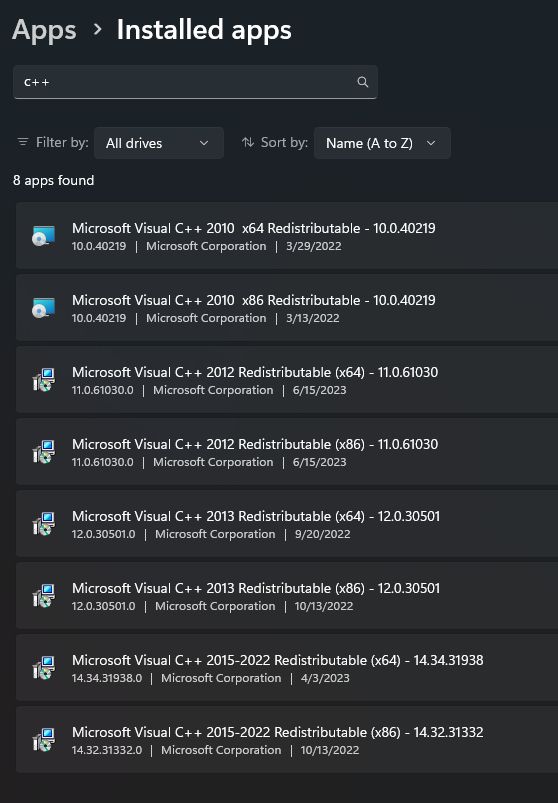 Apps > Installed apps
c++
Filter by: All drives Sort by: Name (A to Z)
8 apps found
Microsoft Visual C++ 2010  x64 Redistributable - 10.0.40219
10.0.40219 | Microsoft Corporation | 3/29/2022
Microsoft Visual C++ 2010  x86 Redistributable - 10.0.40219
10.0.40219 | Microsoft Corporation | 3/13/2022
Microsoft Visual C++ 2012 Redistributable (x64) - 11.0.61030
11.0.61030.0 | Microsoft Corporation | 6/15/2023
Microsoft Visual C++ 2012 Redistributable (x86) - 11.0.61030
11.0.61030.0 | Microsoft Corporation | 6/15/2023
Microsoft Visual C++ 2013 Redistributable (x64) - 12.0.30501
12.0.30501.0 | Microsoft Corporation | 9/20/2022
Microsoft Visual C++ 2013 Redistributable (x86) - 12.0.30501
12.0.30501.0 | Microsoft Corporation | 10/13/2022
Microsoft Visual C++ 2015-2022 Redistributable (x64) - 14.34.31938
14.34.31938.0 | Microsoft Corporation | 4/3/2023
Microsoft Visual C++ 2015-2022 Redistributable (x86) - 14.32.31332
14.32.31332.0 | Microsoft Corporation | 10/13/2022